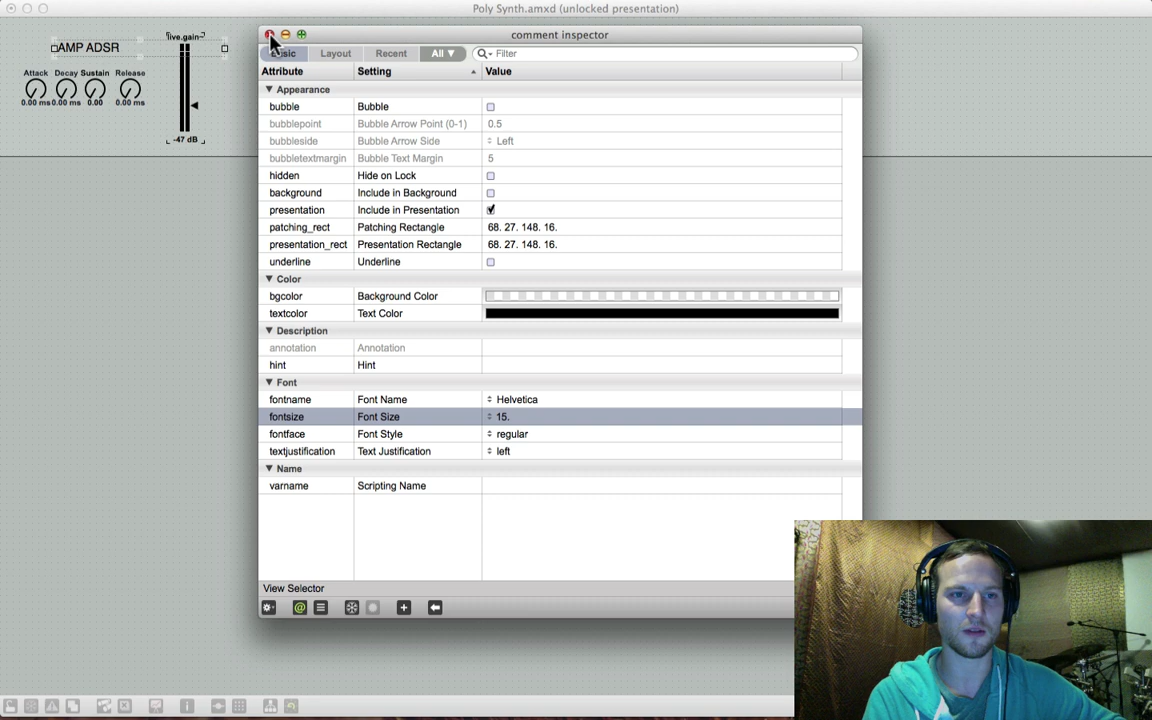 Poly Synth.amxd (unlocked presentation)
AMP ADSR
live.gain~
Attack Decay Sustain Release
0.00 ms 0.00 ms 0.00 0.00 ms
-47 dB
comment inspector
Basic Layout Recent All ▼ Filter
Attribute Setting Value
Appearance
bubble Bubble
bubblepoint Bubble Arrow Point (0-1) 0.5
bubbleside Bubble Arrow Side Left
bubbletextmargin Bubble Text Margin 5
hidden Hide on Lock
background Include in Background
presentation Include in Presentation
patching_rect Patching Rectangle 68. 27. 148. 16.
presentation_rect Presentation Rectangle 68. 27. 148. 16.
underline Underline
Color
bgcolor Background Color
textcolor Text Color
Description
annotation Annotation
hint Hint
Font
fontname Font Name Helvetica
fontsize Font Size 15.
fontface Font Style regular
textjustification Text Justification left
Name
varname Scripting Name
View Selector